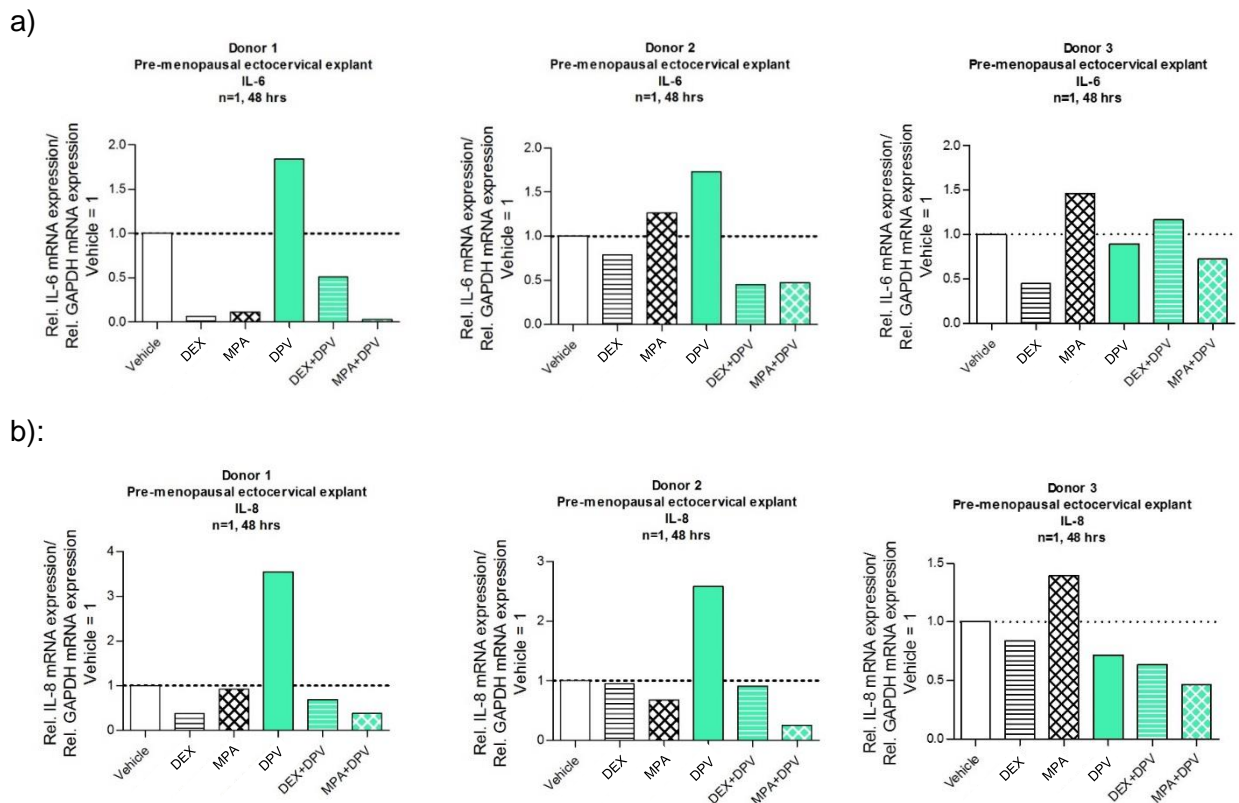 a)
Donor 1
Pre-menopausal ectocervical explant
IL-6
n=1, 48 hrs
Rel. IL-6 mRNA expression/
Rel. GAPDH mRNA expression
Vehicle = 1
2.0
1.5
1.0
0.5
0.0
Vehicle
DEX
MPA
DPV
DEX+DPV
MPA+DPV
Donor 2
Pre-menopausal ectocervical explant
IL-6
n=1, 48 hrs
Rel. IL-6 mRNA expression/
Rel. GAPDH mRNA expression
Vehicle = 1
2.0
1.5
1.0
0.5
0.0
Vehicle
DEX
MPA
DPV
DEX+DPV
MPA+DPV
Donor 3
Pre-menopausal ectocervical explant
IL-6
n=1, 48 hrs
Rel. IL-6 mRNA expression/
Rel. GAPDH mRNA expression
Vehicle = 1
2.0
1.5
1.0
0.5
0.0
Vehicle
DEX
MPA
DPV
DEX+DPV
MPA+DPV
b):
Donor 1
Pre-menopausal ectocervical explant
IL-8
n=1, 48 hrs
Rel. IL-8 mRNA expression/
Rel. GAPDH mRNA expression
Vehicle = 1
4
3
2
1
0
Vehicle
DEX
MPA
DPV
DEX+DPV
MPA+DPV
Donor 2
Pre-menopausal ectocervical explant
IL-8
n=1, 48 hrs
Rel. IL-8 mRNA expression/
Rel. GAPDH mRNA expression
Vehicle = 1
3
2
1
0
Vehicle
DEX
MPA
DPV
DEX+DPV
MPA+DPV
Donor 3
Pre-menopausal ectocervical explant
IL-8
n=1, 48 hrs
Rel. IL-8 mRNA expression/
Rel. GAPDH mRNA expression
Vehicle = 1
1.5
1.0
0.5
0.0
Vehicle
DEX
MPA
DPV
DEX+DPV
MPA+DPV